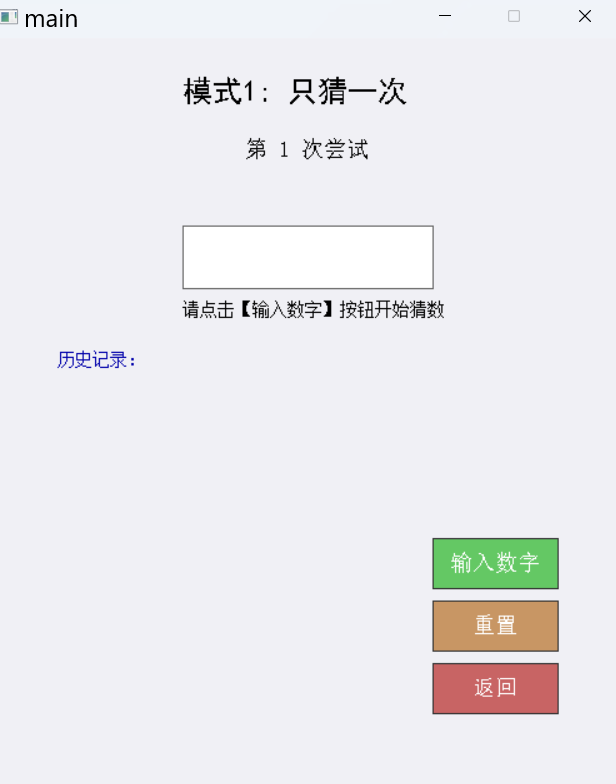 main
模式1: 只猜一次
第 1 次尝试
请点击【输入数字】按钮开始猜数
历史记录:
输入数字
重置
返回